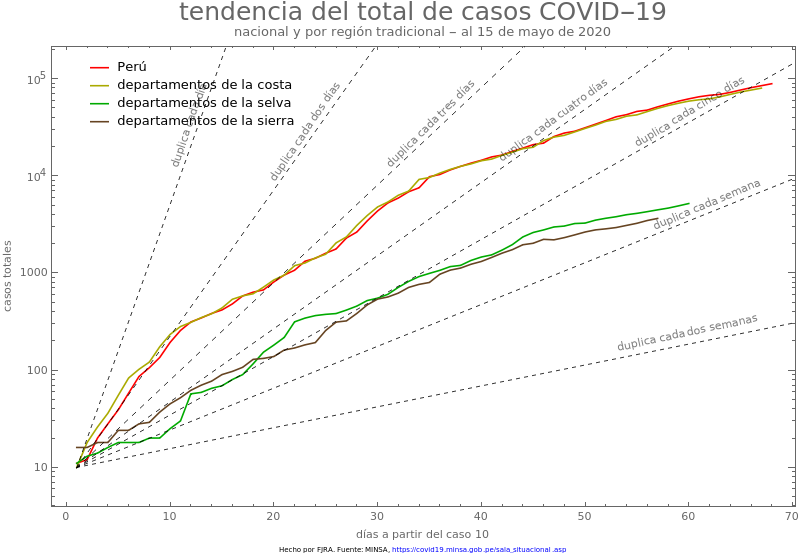 tendencia del total de casos COVID−19
nacional y por región tradicional − al 15 de mayo de 2020
Perú
departamentos de la costa
departamentos de la selva
departamentos de la sierra
duplica cada día
duplica cada dos días
duplica cada tres días
duplica cada cuatro días
duplica cada cinco días
duplica cada semana
duplica cada dos semanas
casos totales
10^5
10^4
1000
100
10
0 10 20 30 40 50 60 70
días a partir del caso 10
Hecho por FJRA. Fuente: MINSA, https://covid19.minsa.gob.pe/sala_situacional .asp